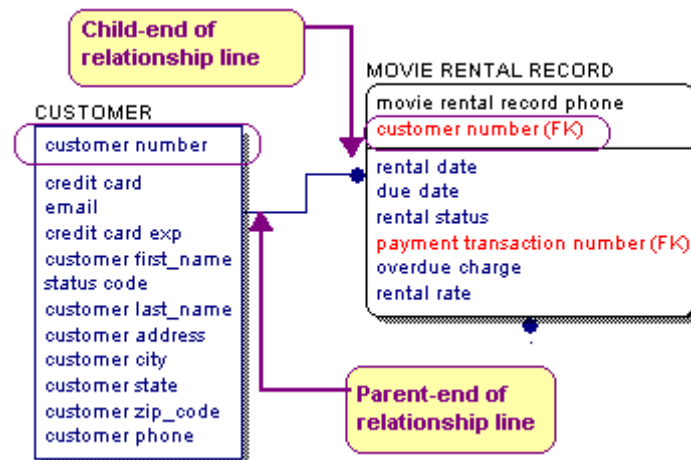 Child-end of
relationship line
MOVIE RENTAL RECORD
movie rental record phone
customer number (FK)
rental date
due date
rental status
payment transaction number (FK)
overdue charge
rental rate
CUSTOMER
customer number
credit card
email
credit card exp
customer first_name
status code
customer last_name
customer address
customer city
customer state
customer zip_code
customer phone
Parent-end of
relationship line